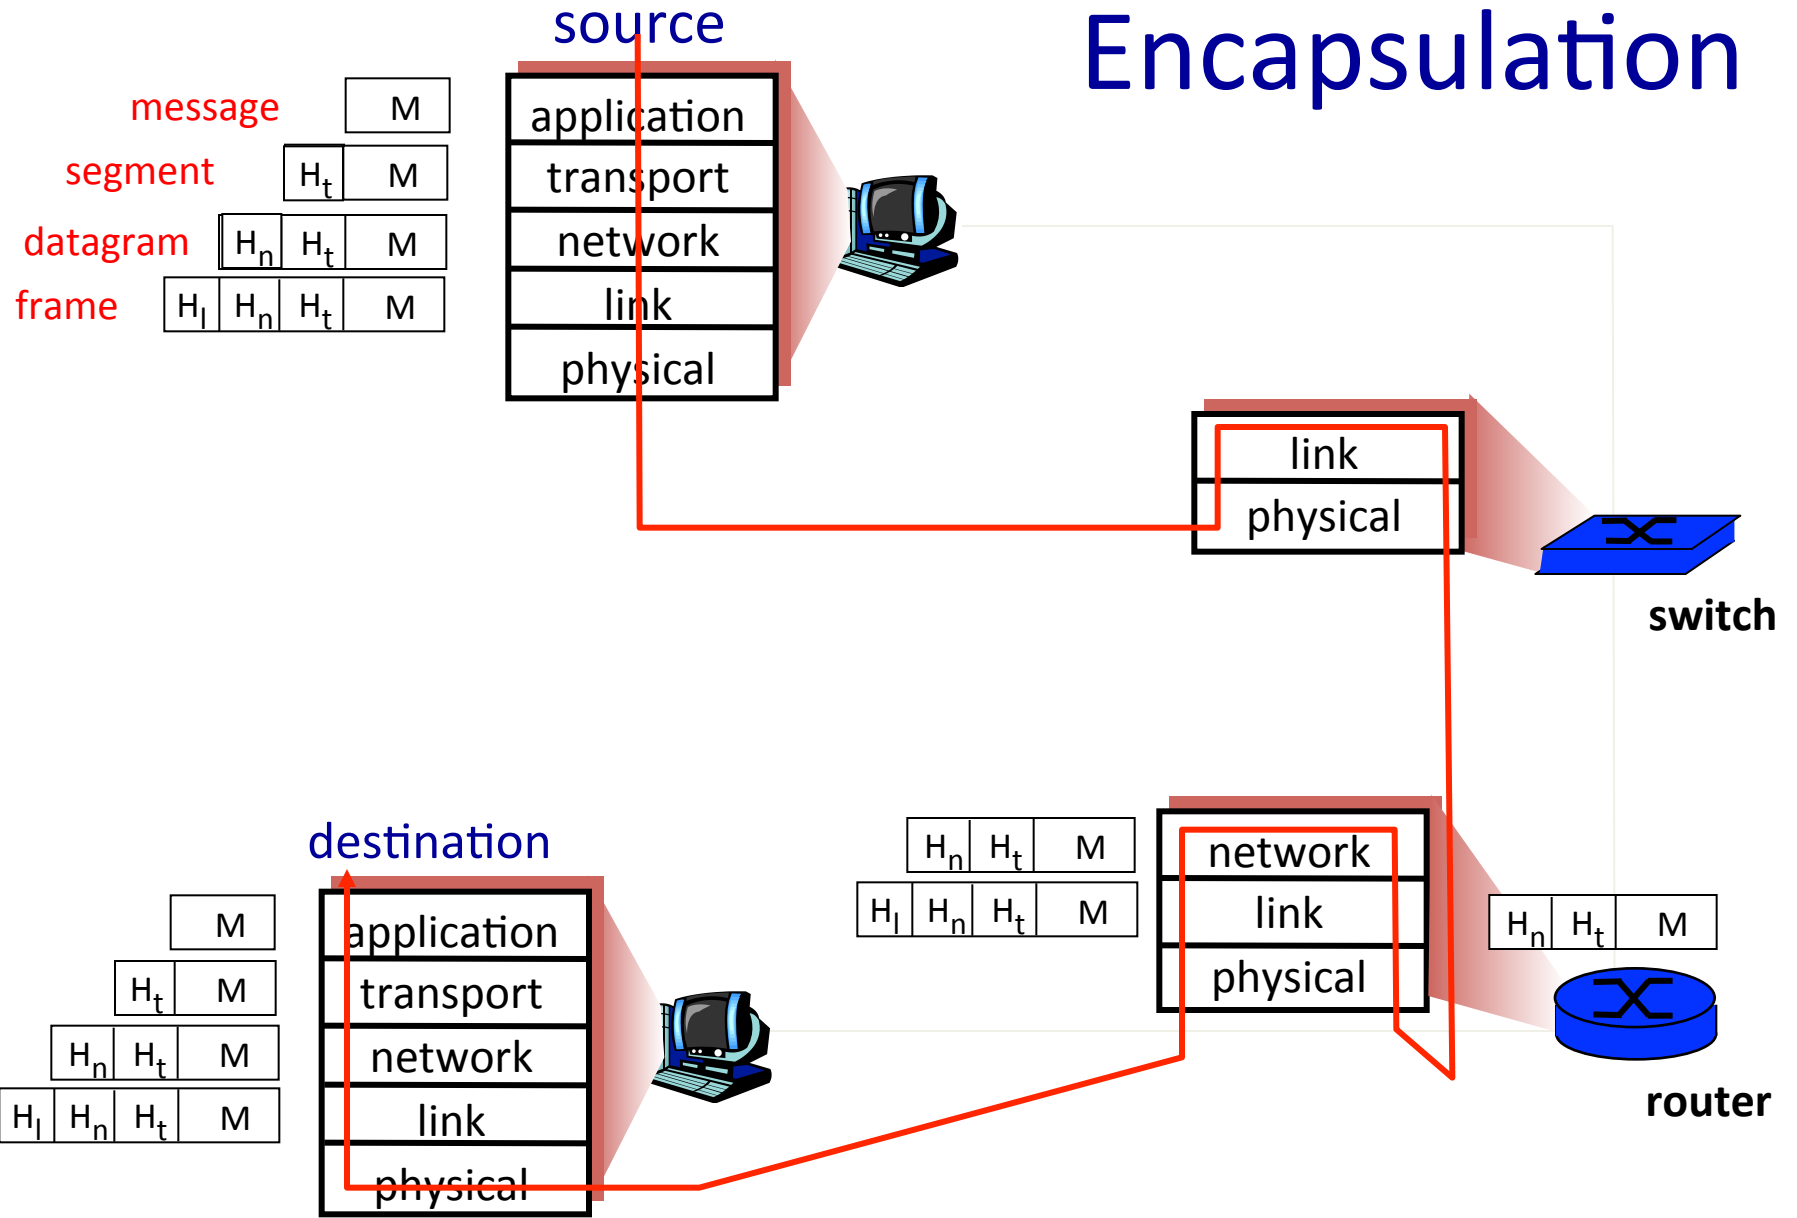 source
Encapsulation
message M
segment Ht M
datagram Hn Ht M
frame Hl Hn Ht M
application
transport
network
link
physical
link
physical
switch
destination
M
Ht M
Hn Ht M
Hl Hn Ht M
application
transport
network
link
physical
Hn Ht M
Hl Hn Ht M
network
link
physical
Hn Ht M
router